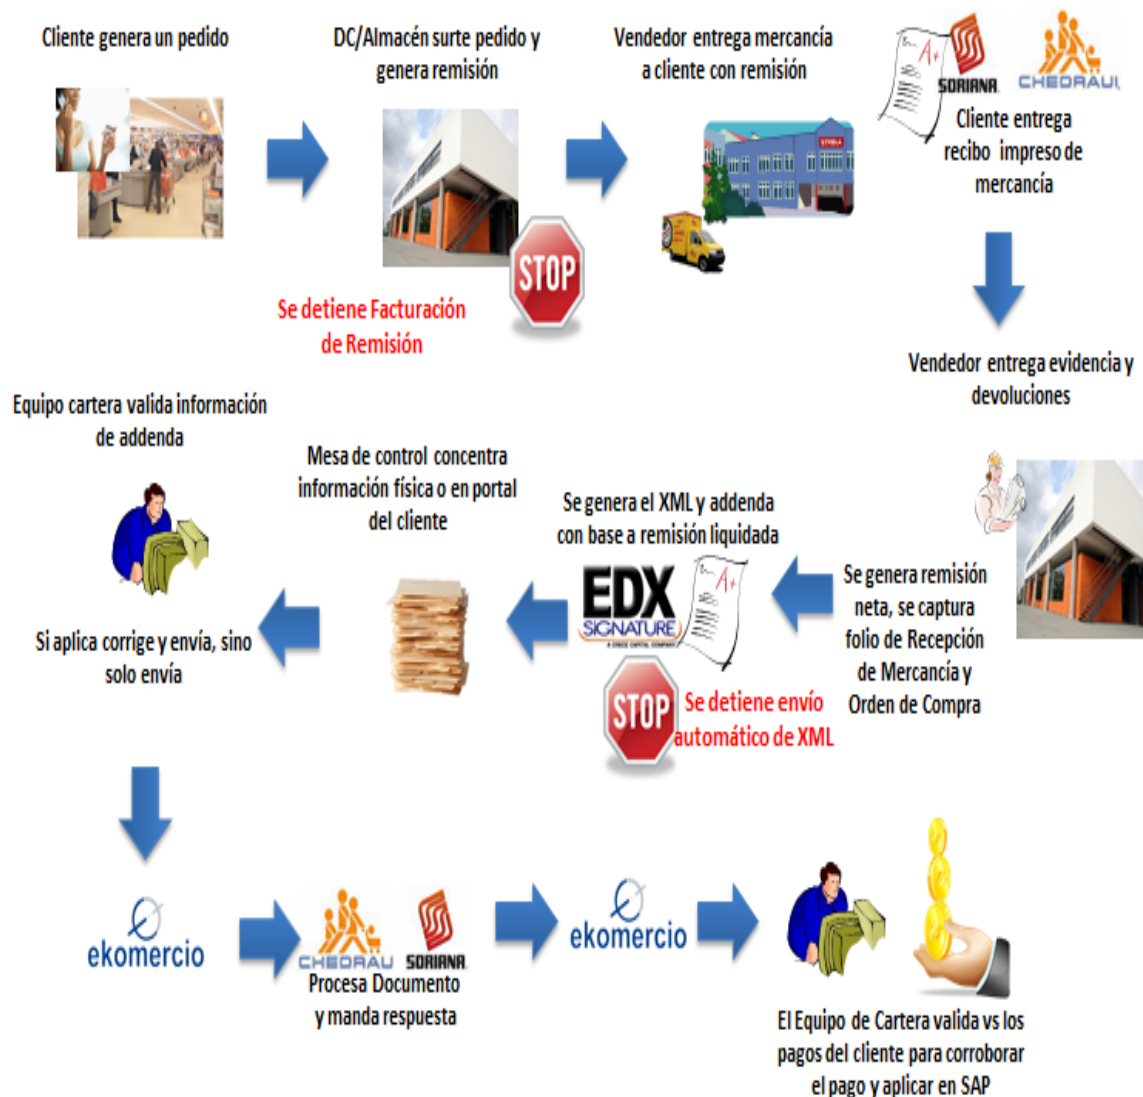 Cliente genera un pedido
DC/Almacén surte pedido y
genera remisión
STOP
Se detiene Facturación
de Remisión
Vendedor entrega mercancía
a cliente con remisión
A+
SORIANA
CHEDRAUI
Cliente entrega
recibo impreso de
mercancía
Vendedor entrega evidencia y
devoluciones
Se genera remisión
neta, se captura
folio de Recepción
de Mercancía y
Orden de Compra
Se genera el XML y addenda
con base a remisión liquidada
EDX
SIGNATURE
A+
STOP
Se detiene envío
automático de XML
Mesa de control concentra
información física o en portal
del cliente
Equipo cartera valida información
de addenda
Si aplica corrige y envía, sino
solo envía
ekomercio
CHEDRAU
SORIANA
Procesa Documento
y manda respuesta
ekomercio
El Equipo de Cartera valida vs los
pagos del cliente para corroborar
el pago y aplicar en SAP